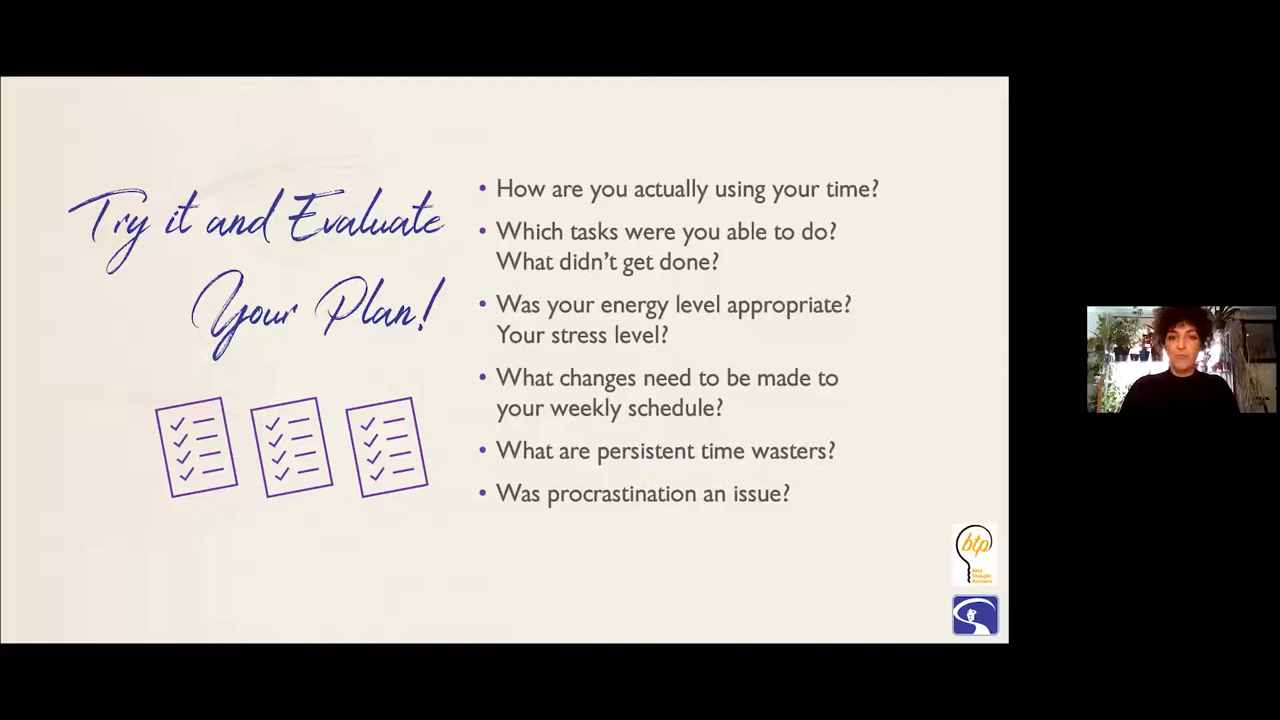 Try it and Evaluate
Your Plan!
• How are you actually using your time?
• Which tasks were you able to do?
What didn't get done?
• Was your energy level appropriate?
Your stress level?
• What changes need to be made to
your weekly schedule?
• What are persistent time wasters?
• Was procrastination an issue?
btp
Thought
Partners